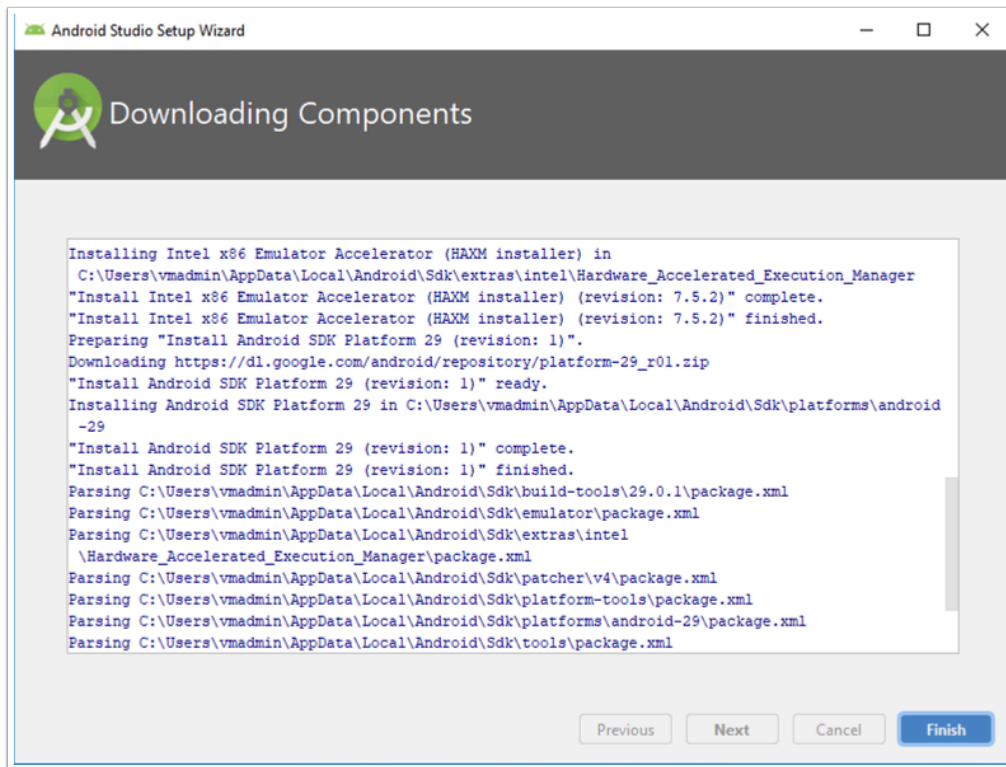 Android Studio Setup Wizard
Downloading Components
Installing Intel x86 Emulator Accelerator (HAXM installer) in
C:\Users\vmadmin\AppData\Local\Android\Sdk\extras\intel\Hardware_Accelerated_Execution_Manager
"Install Intel x86 Emulator Accelerator (HAXM installer) (revision: 7.5.2)" complete.
"Install Intel x86 Emulator Accelerator (HAXM installer) (revision: 7.5.2)" finished.
Preparing "Install Android SDK Platform 29 (revision: 1)".
Downloading https://dl.google.com/android/repository/platform-29_r01.zip
"Install Android SDK Platform 29 (revision: 1)" ready.
Installing Android SDK Platform 29 in C:\Users\vmadmin\AppData\Local\Android\Sdk\platforms\android
-29
"Install Android SDK Platform 29 (revision: 1)" complete.
"Install Android SDK Platform 29 (revision: 1)" finished.
Parsing C:\Users\vmadmin\AppData\Local\Android\Sdk\build-tools\29.0.1\package.xml
Parsing C:\Users\vmadmin\AppData\Local\Android\Sdk\emulator\package.xml
Parsing C:\Users\vmadmin\AppData\Local\Android\Sdk\extras\intel
\Hardware_Accelerated_Execution_Manager\package.xml
Parsing C:\Users\vmadmin\AppData\Local\Android\Sdk\patcher\v4\package.xml
Parsing C:\Users\vmadmin\AppData\Local\Android\Sdk\platform-tools\package.xml
Parsing C:\Users\vmadmin\AppData\Local\Android\Sdk\platforms\android-29\package.xml
Parsing C:\Users\vmadmin\AppData\Local\Android\Sdk\tools\package.xml
Previous Next Cancel Finish